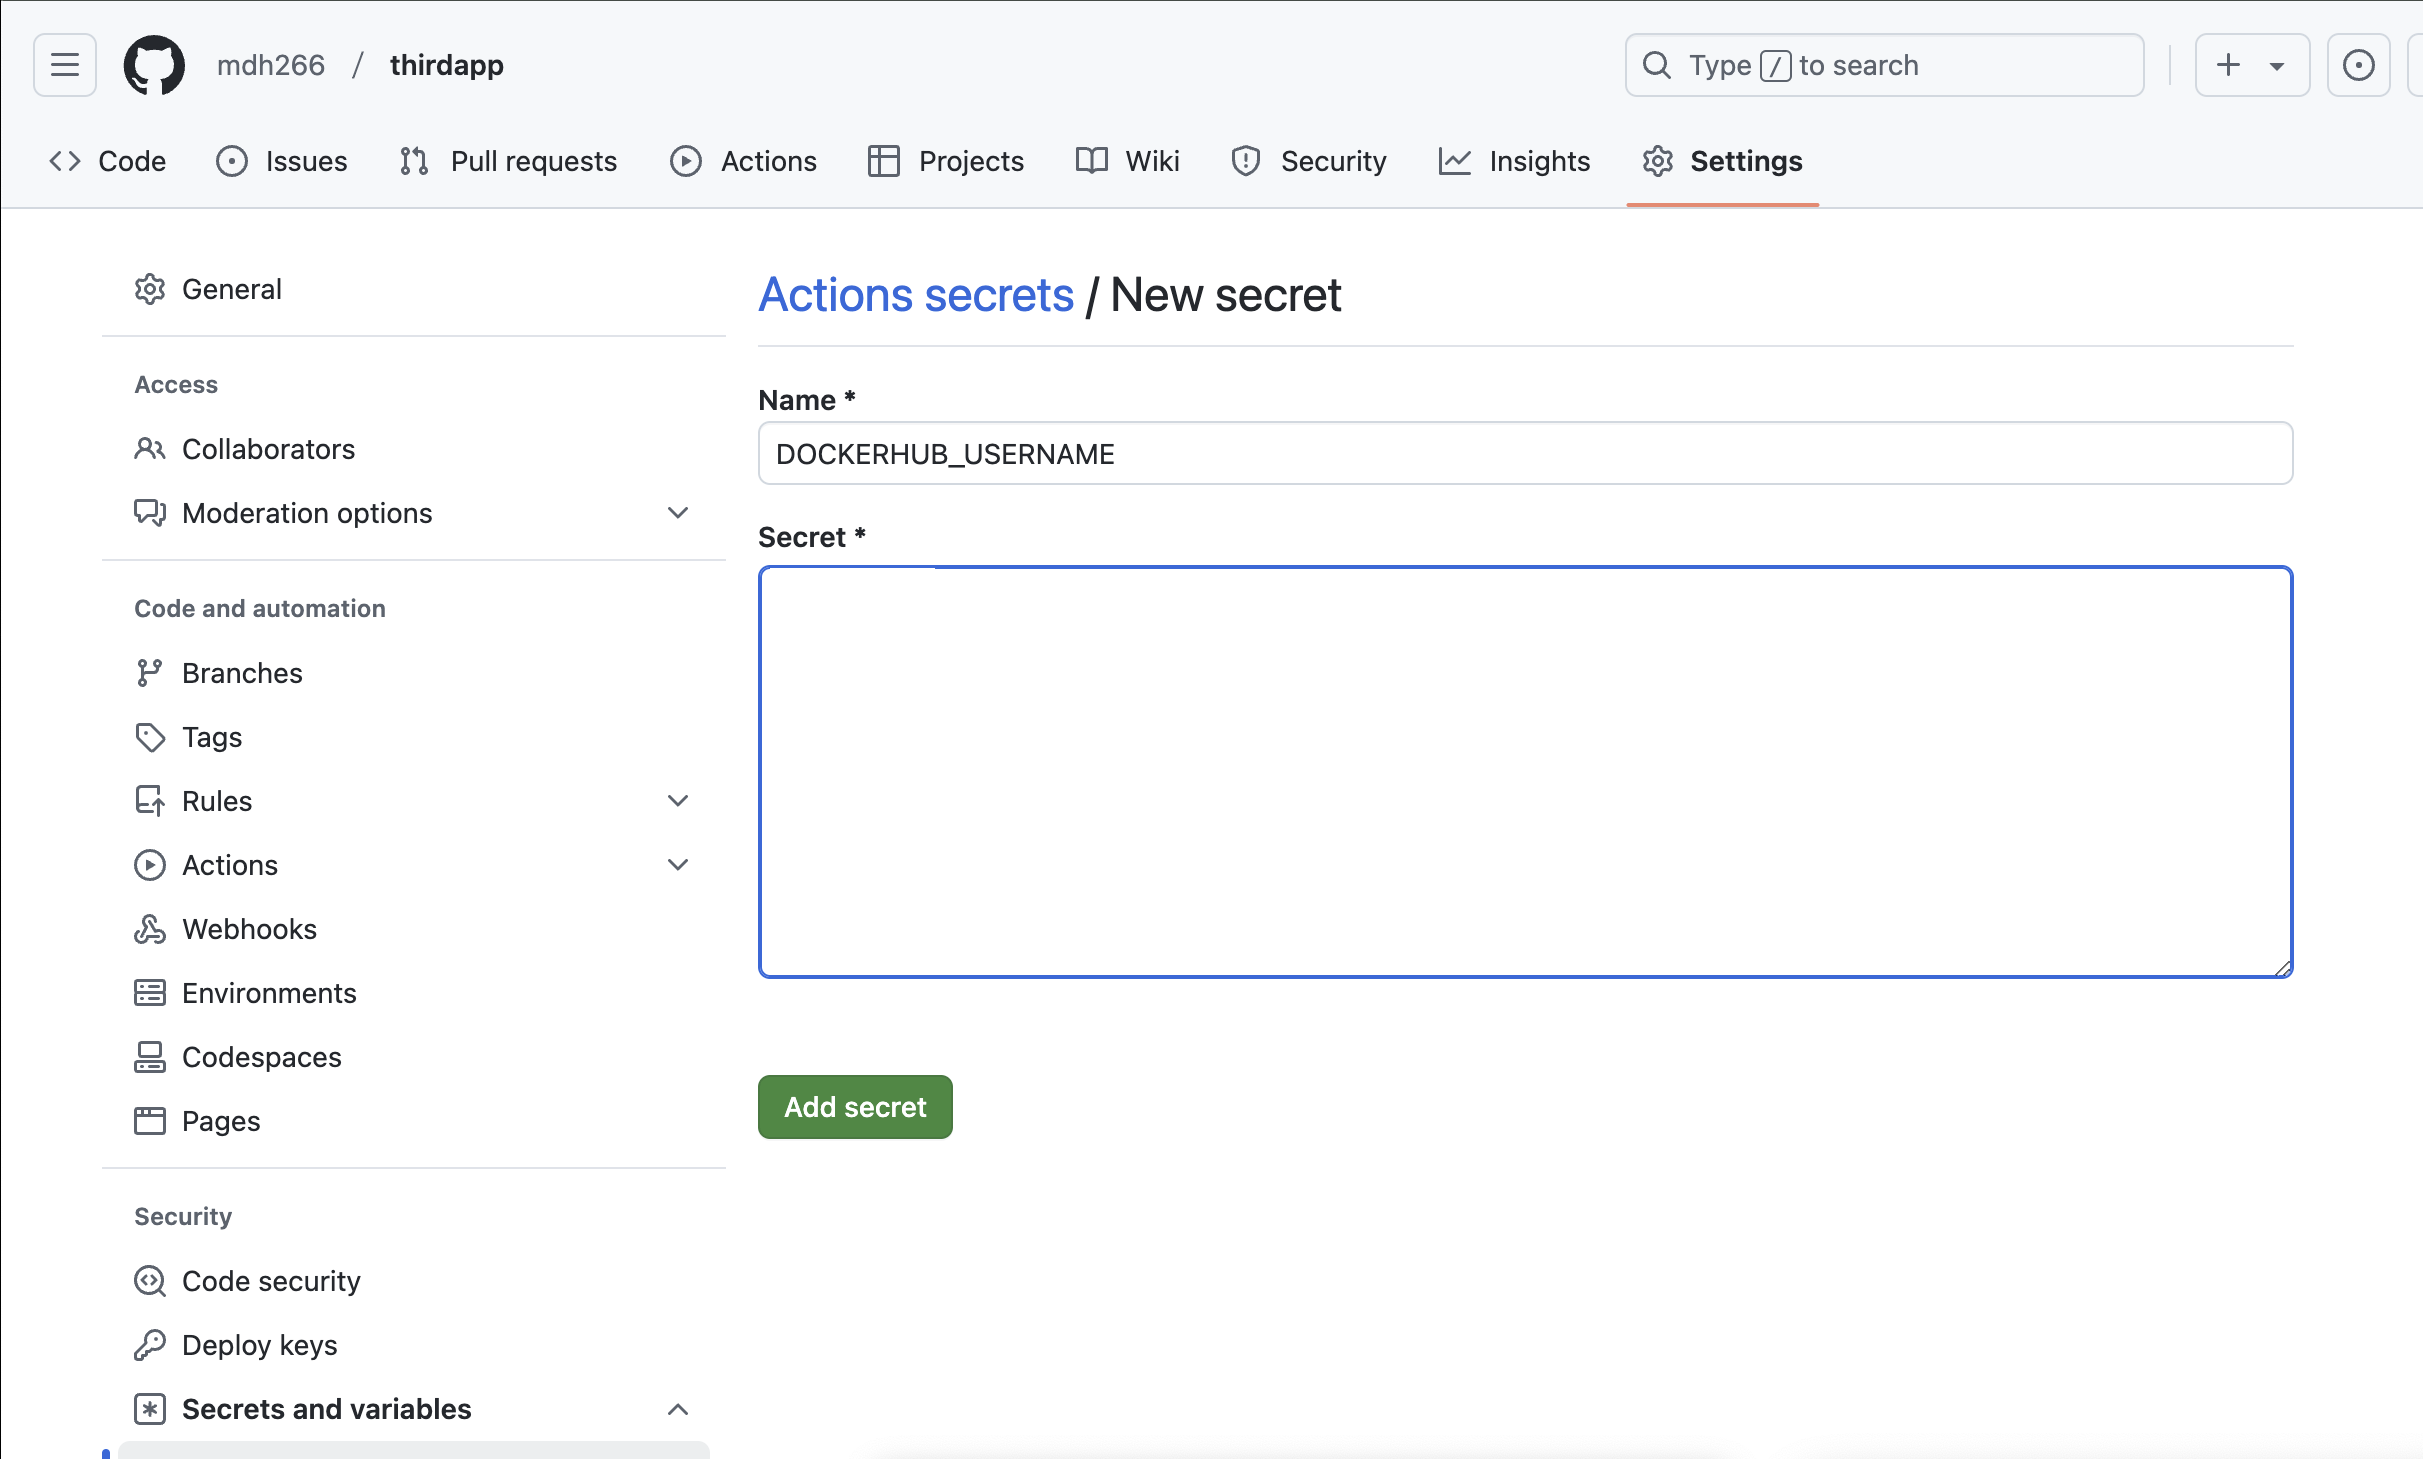 mdh266 / thirdapp
Type / to search
Code
Issues
Pull requests
Actions
Projects
Wiki
Security
Insights
Settings
General
Access
Collaborators
Moderation options
Code and automation
Branches
Tags
Rules
Actions
Webhooks
Environments
Codespaces
Pages
Security
Code security
Deploy keys
Secrets and variables
Actions secrets / New secret
Name *
DOCKERHUB_USERNAME
Secret *
Add secret